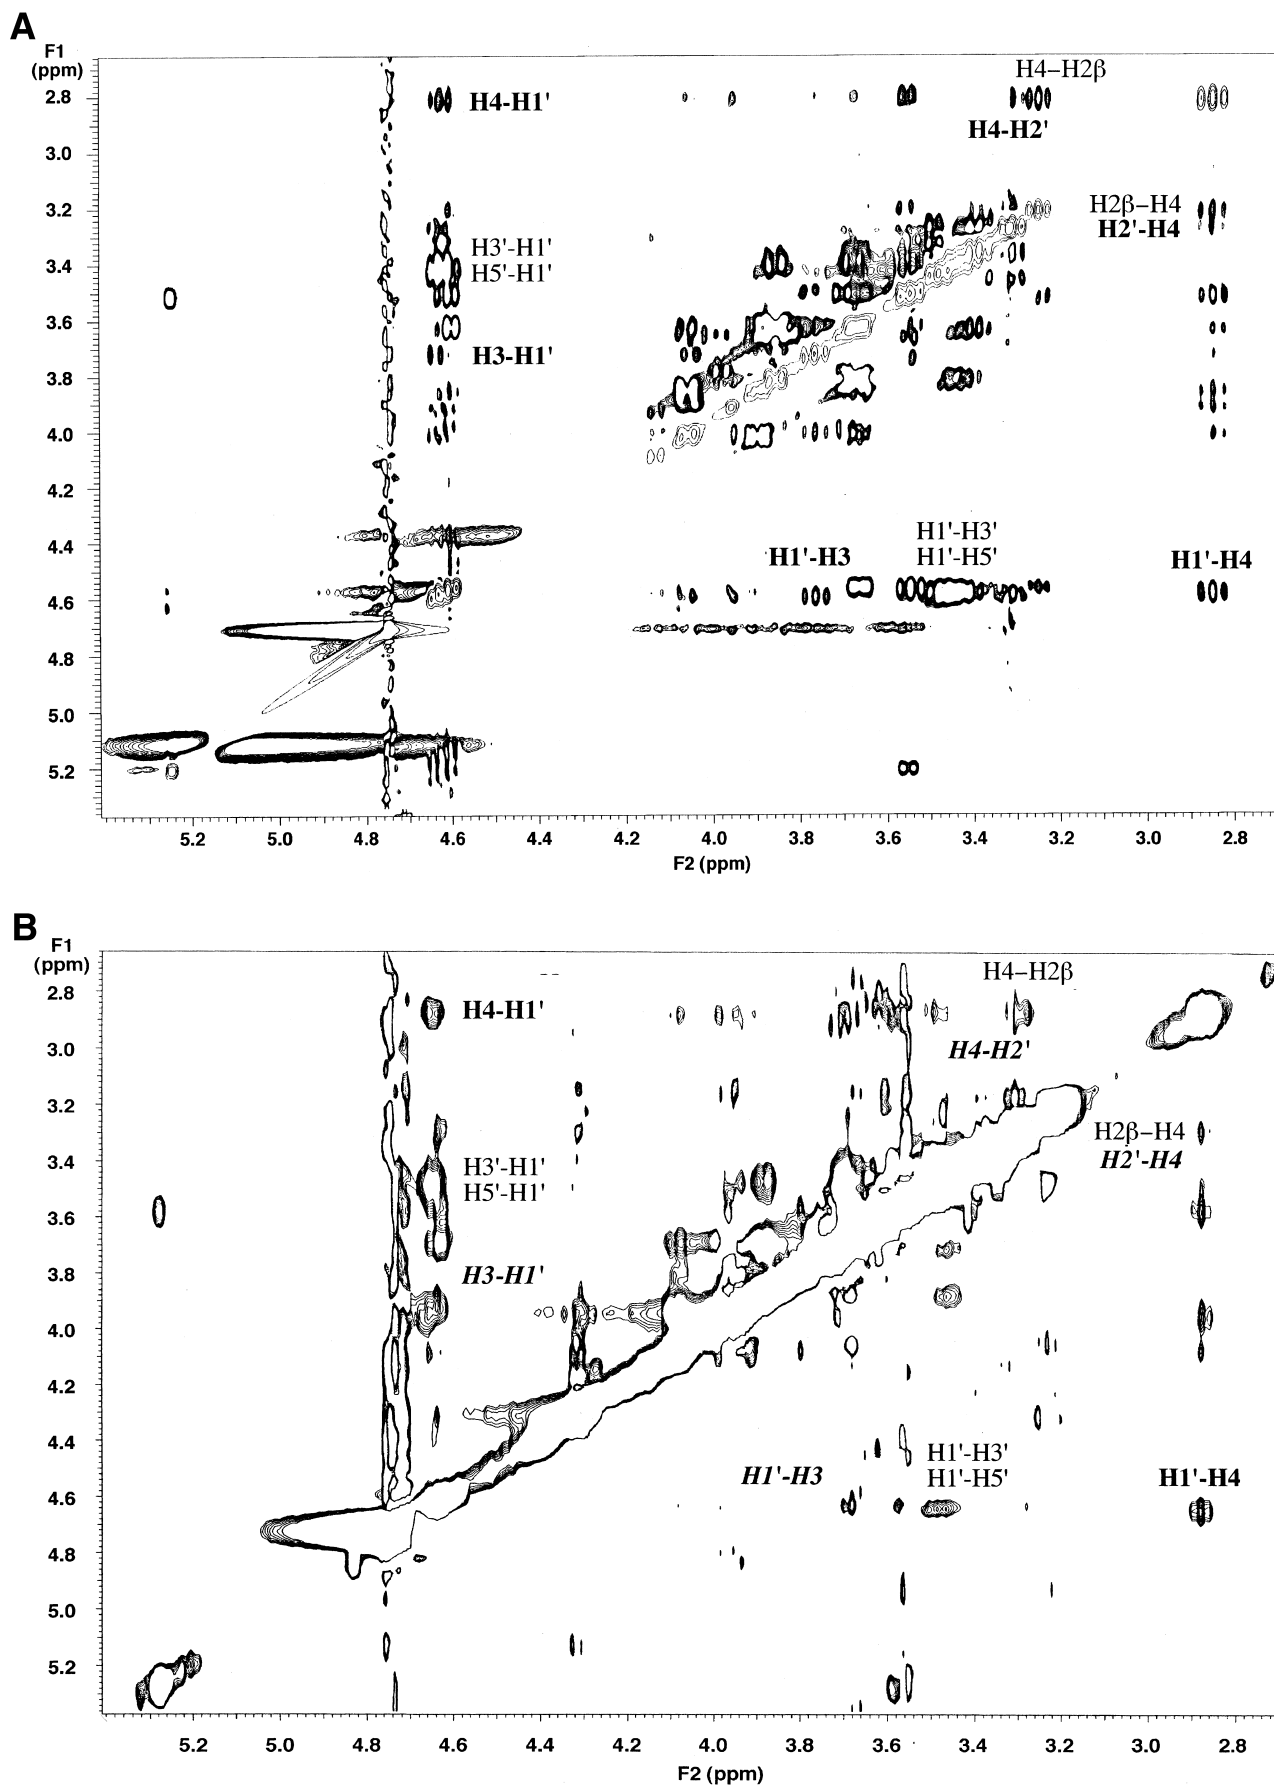 A
F1
(ppm)
H4–H2β
2.8
H4-H1'
H4-H2'
3.0
3.2
H2β–H4
H2'-H4
H3'-H1'
3.4
H5'-H1'
3.6
H3-H1'
3.8
4.0
4.2
4.4
H1'-H3'
H1'-H3
H1'-H5'
H1'-H4
4.6
4.8
5.0
5.2
5.2 5.0 4.8 4.6 4.4 4.2 4.0 3.8 3.6 3.4 3.2 3.0 2.8
F2 (ppm)
B
F1
(ppm)
H4–H2β
2.8
H4-H1'
3.0
H4-H2'
3.2
H2β–H4
H2'-H4
3.4
H3'-H1'
H5'-H1'
3.6
3.8
H3-H1'
4.0
4.2
4.4
H1'-H3'
H1'-H3
H1'-H5'
H1'-H4
4.6
4.8
5.0
5.2
5.2 5.0 4.8 4.6 4.4 4.2 4.0 3.8 3.6 3.4 3.2 3.0 2.8
F2 (ppm)